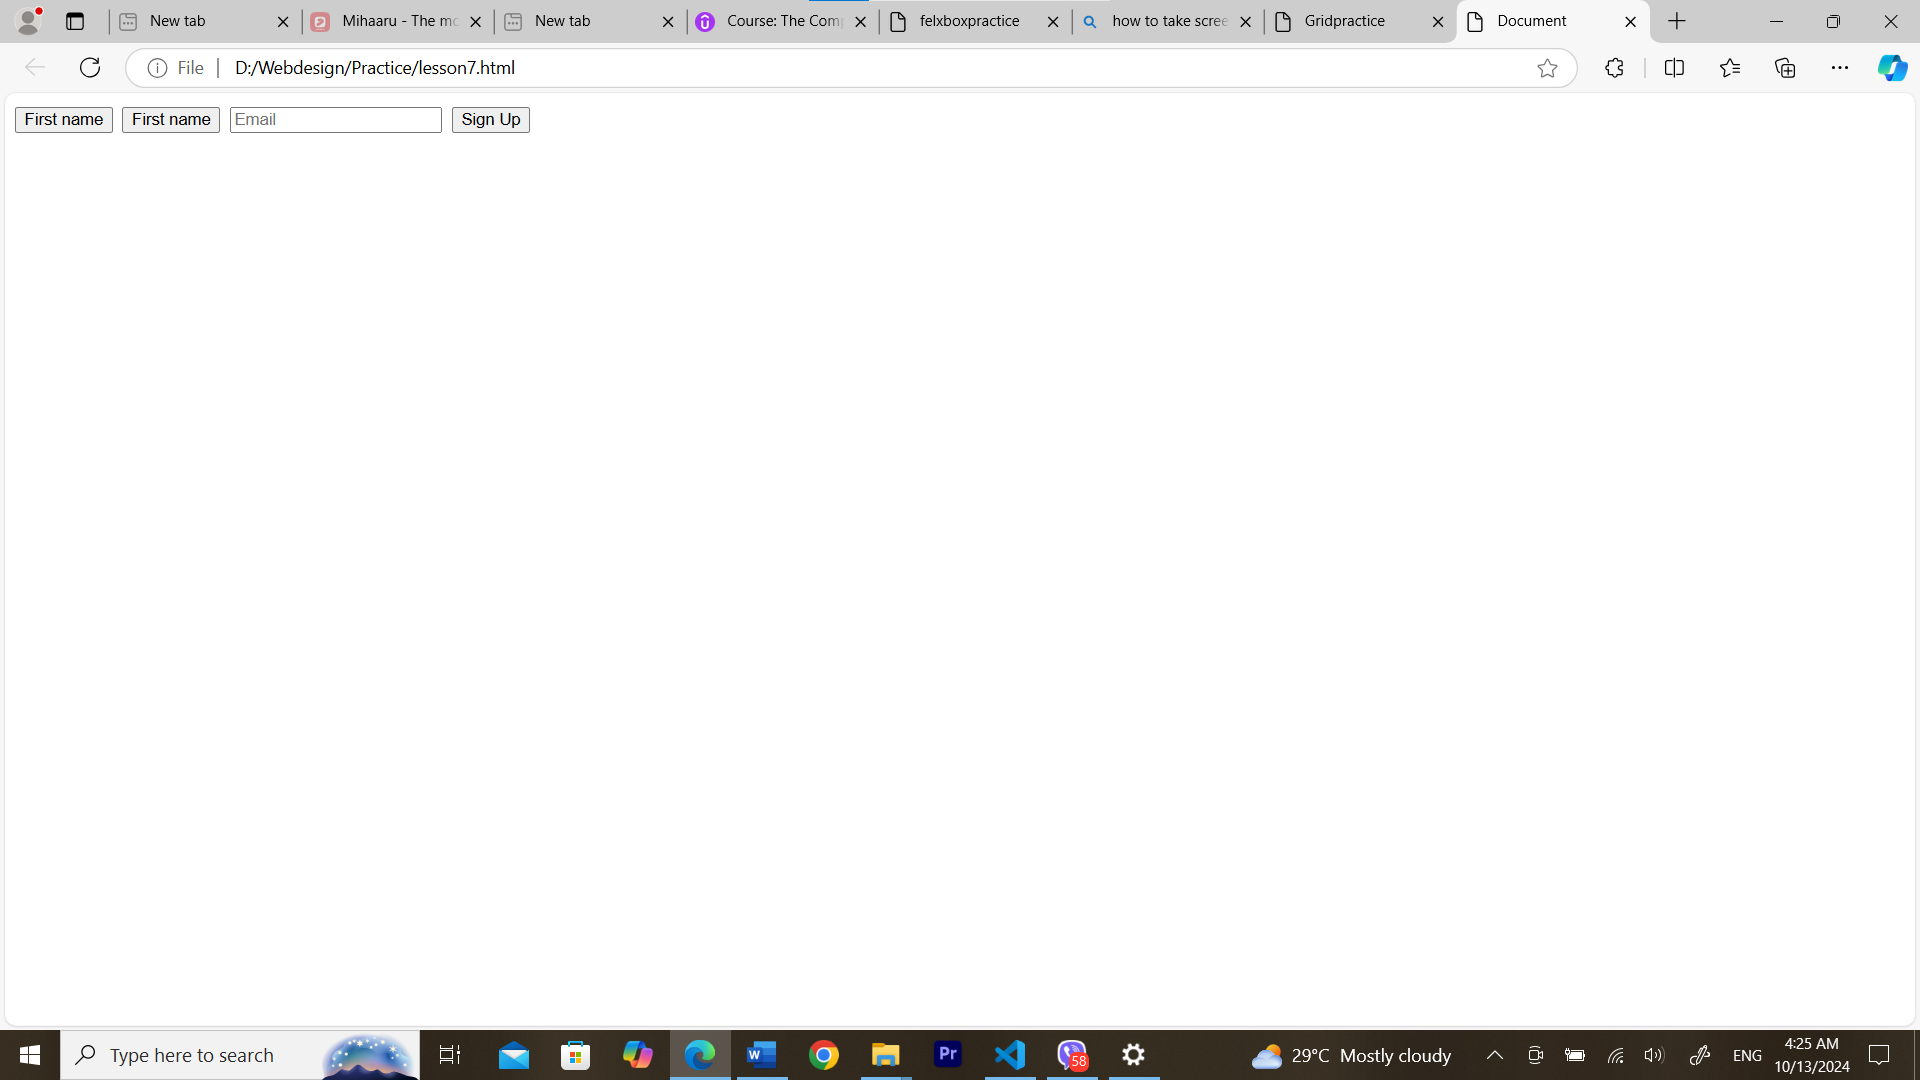 New tab
Mihaaru - The mo
New tab
Course: The Comp
felxboxpractice
how to take scree
Gridpractice
Document
File
D:/Webdesign/Practice/lesson7.html
First name
First name
Email
Sign Up
Type here to search
W
Pr
58
29°C Mostly cloudy
ENG
4:25 AM
10/13/2024